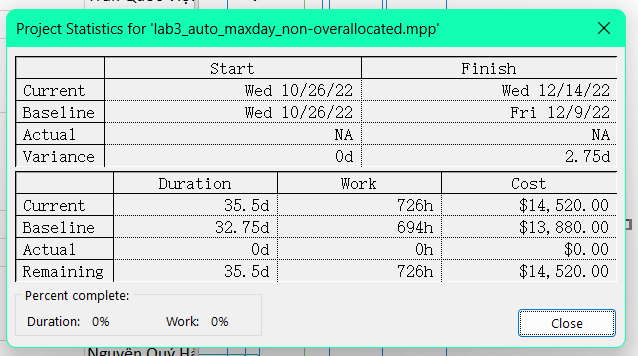 Project Statistics for 'lab3_auto_maxday_non-overallocated.mpp'
Start Finish
Current Wed 10/26/22 Wed 12/14/22
Baseline Wed 10/26/22 Fri 12/9/22
Actual NA NA
Variance 0d 2.75d
Duration Work Cost
Current 35.5d 726h $14,520.00
Baseline 32.75d 694h $13,880.00
Actual 0d 0h $0.00
Remaining 35.5d 726h $14,520.00
Percent complete:
Duration: 0% Work: 0%
Close
Nguyễn Quý Hả